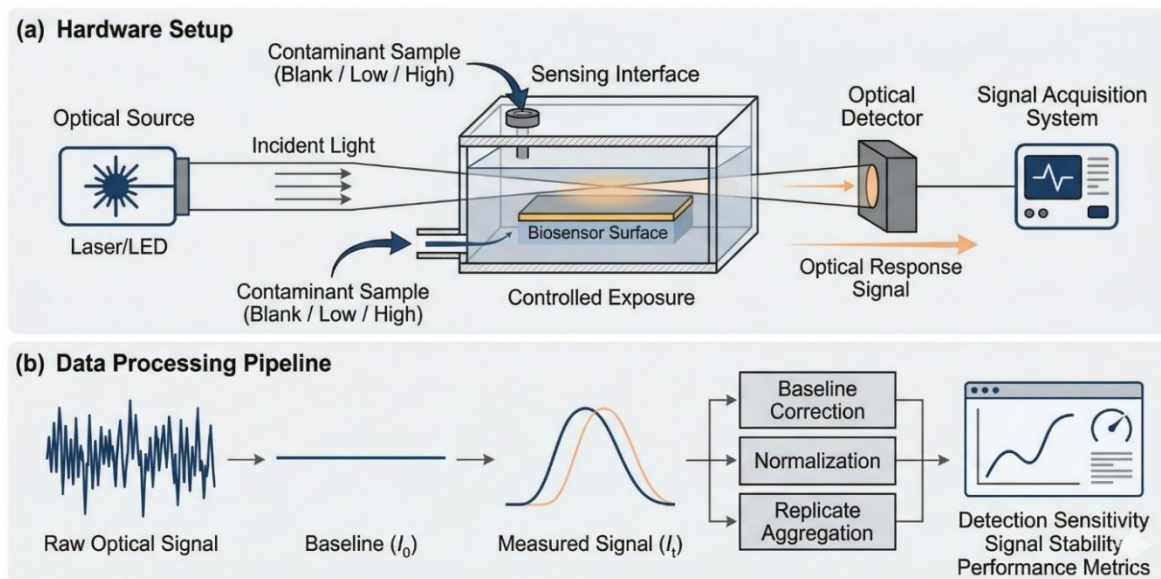 (a) Hardware Setup
Contaminant Sample
(Blank / Low / High)
Sensing Interface
Optical
Detector
Signal Acquisition
System
Optical Source
Incident Light
Laser/LED
Biosensor Surface
Contaminant Sample
(Blank / Low / High)
Controlled Exposure
Optical Response
Signal
(b) Data Processing Pipeline
Baseline
Correction
Normalization
Replicate
Aggregation
Raw Optical Signal
Baseline (I₀)
Measured Signal (Iₜ)
Detection Sensitivity
Signal Stability
Performance Metrics